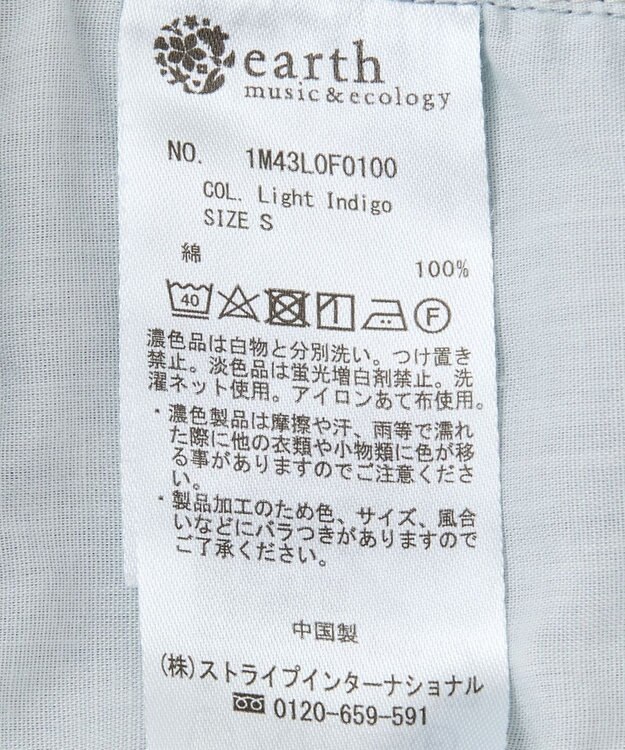 earth
music&ecology
NO. 1M43L0F0100
COL. Light Indigo
SIZE S
綿 100%
40 F
濃色品は白物と分別洗い。つけ置き
禁止。淡色品は蛍光増白剤禁止。洗
濯ネット使用。アイロンあて布使用。
・濃色製品は摩擦や汗、雨等で濡れ
た際に他の衣類や小物類に色が移
る事がありますのでご注意くださ
い。
・製品加工のため色、サイズ、風合
いなどにバラつきがありますので
ご了承ください。
中国製
(株)ストライプインターナショナル
0120-659-591